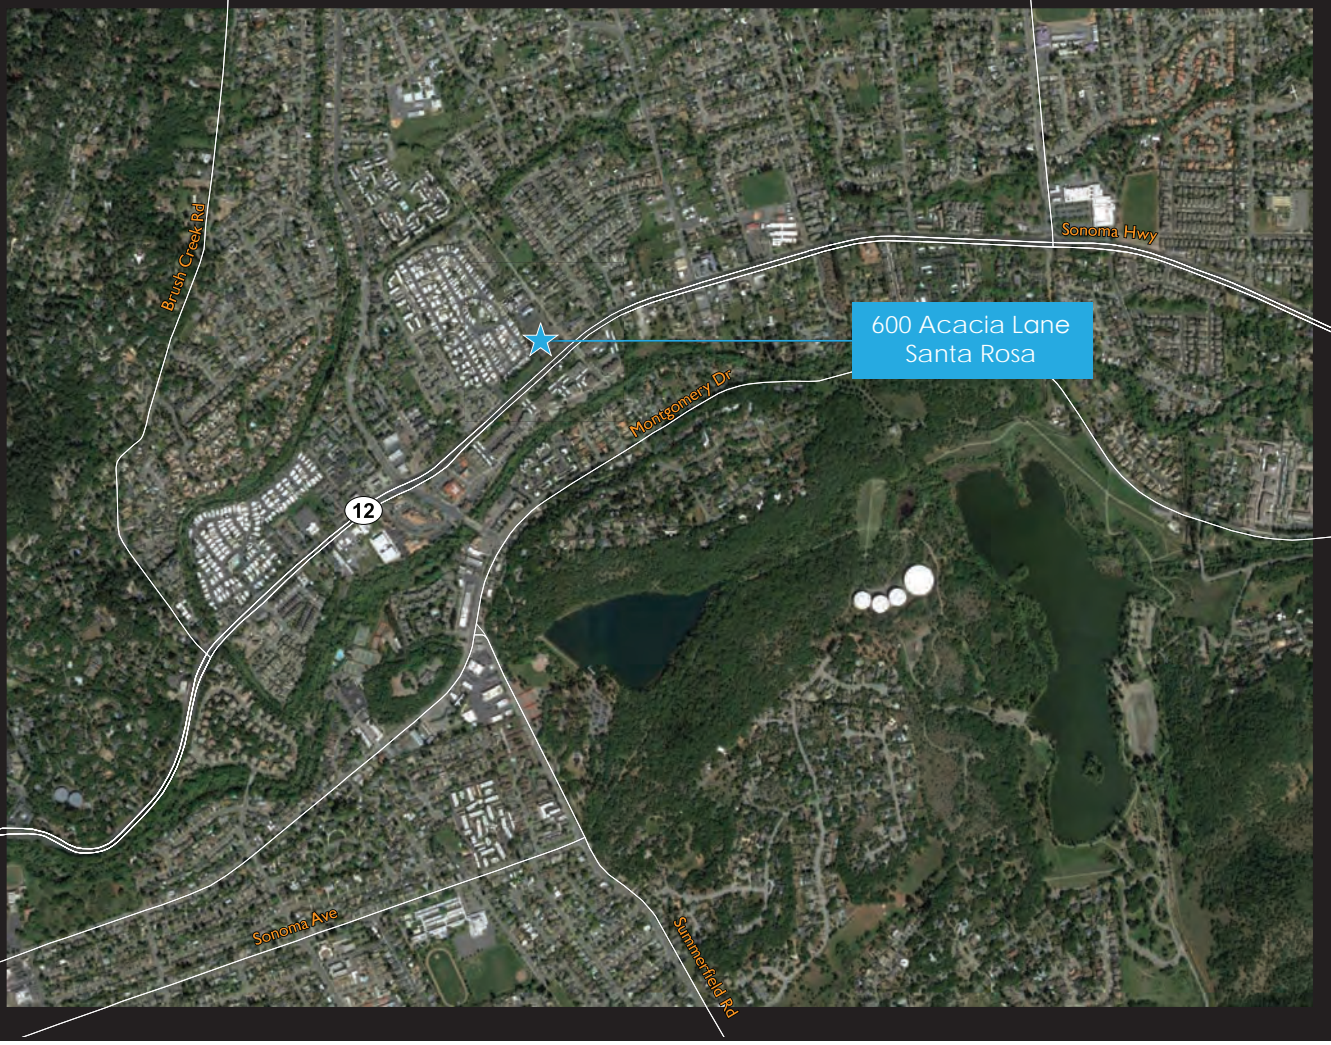 Brush Creek Rd
Sonoma Hwy
600 Acacia Lane
Santa Rosa
Montgomery Dr
12
Sonoma Ave
Summerfield Rd